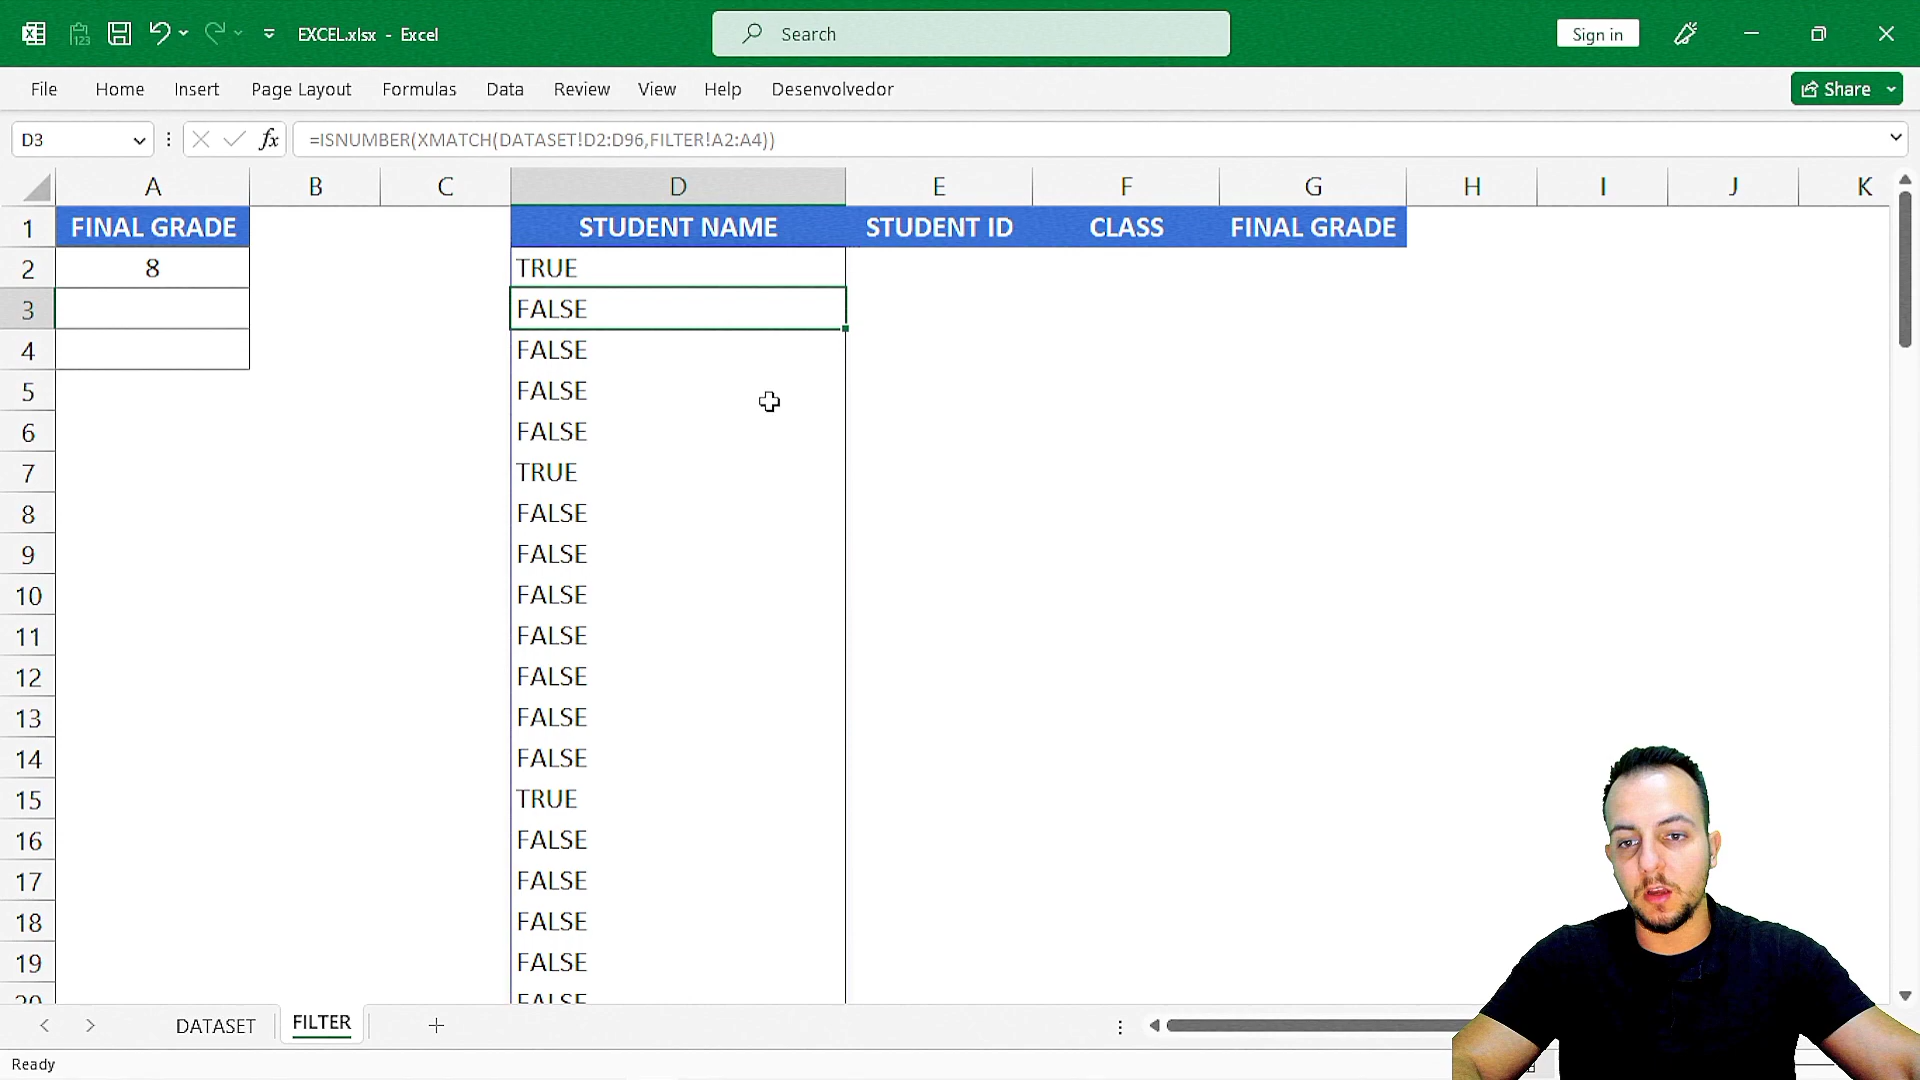 EXCEL.xlsx - Excel
Search
Sign in
File Home Insert Page Layout Formulas Data Review View Help Desenvolvedor
Share
D3
fx
=ISNUMBER(XMATCH(DATASET!D2:D96,FILTER!A2:A4))
A B C D E F G H I J K
1 FINAL GRADE STUDENT NAME STUDENT ID CLASS FINAL GRADE
2 8 TRUE
3 FALSE
4 FALSE
5 FALSE
6 FALSE
7 TRUE
8 FALSE
9 FALSE
10 FALSE
11 FALSE
12 FALSE
13 FALSE
14 FALSE
15 TRUE
16 FALSE
17 FALSE
18 FALSE
19 FALSE
20 FALSE
DATASET FILTER
Ready